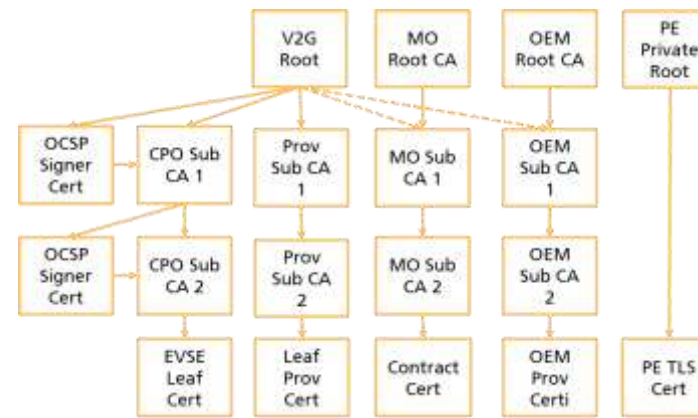 V2G
Root
MO
Root CA
OEM
Root CA
PE
Private
Root
OCSP
Signer
Cert
CPO Sub
CA 1
Prov
Sub CA
1
MO Sub
CA 1
OEM
Sub CA
1
OCSP
Signer
Cert
CPO Sub
CA 2
Prov
Sub CA
2
MO Sub
CA 2
OEM
Sub CA
2
EVSE
Leaf
Cert
Leaf
Prov
Cert
Contract
Cert
OEM
Prov
Certi
PE TLS
Cert